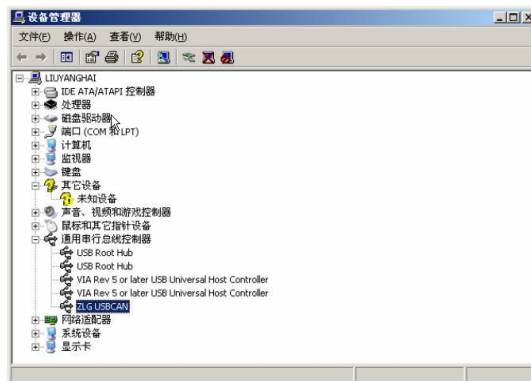 设备管理器
文件(F) 操作(A) 查看(V) 帮助(H)
LIUYANGHAI
IDE ATA/ATAPI 控制器
处理器
磁盘驱动器
端口 (COM 和 LPT)
计算机
监视器
键盘
其它设备
未知设备
声音、视频和游戏控制器
鼠标和其它指针设备
通用串行总线控制器
USB Root Hub
USB Root Hub
VIA Rev 5 or later USB Universal Host Controller
VIA Rev 5 or later USB Universal Host Controller
ZLG USBCAN
网络适配器
系统设备
显示卡